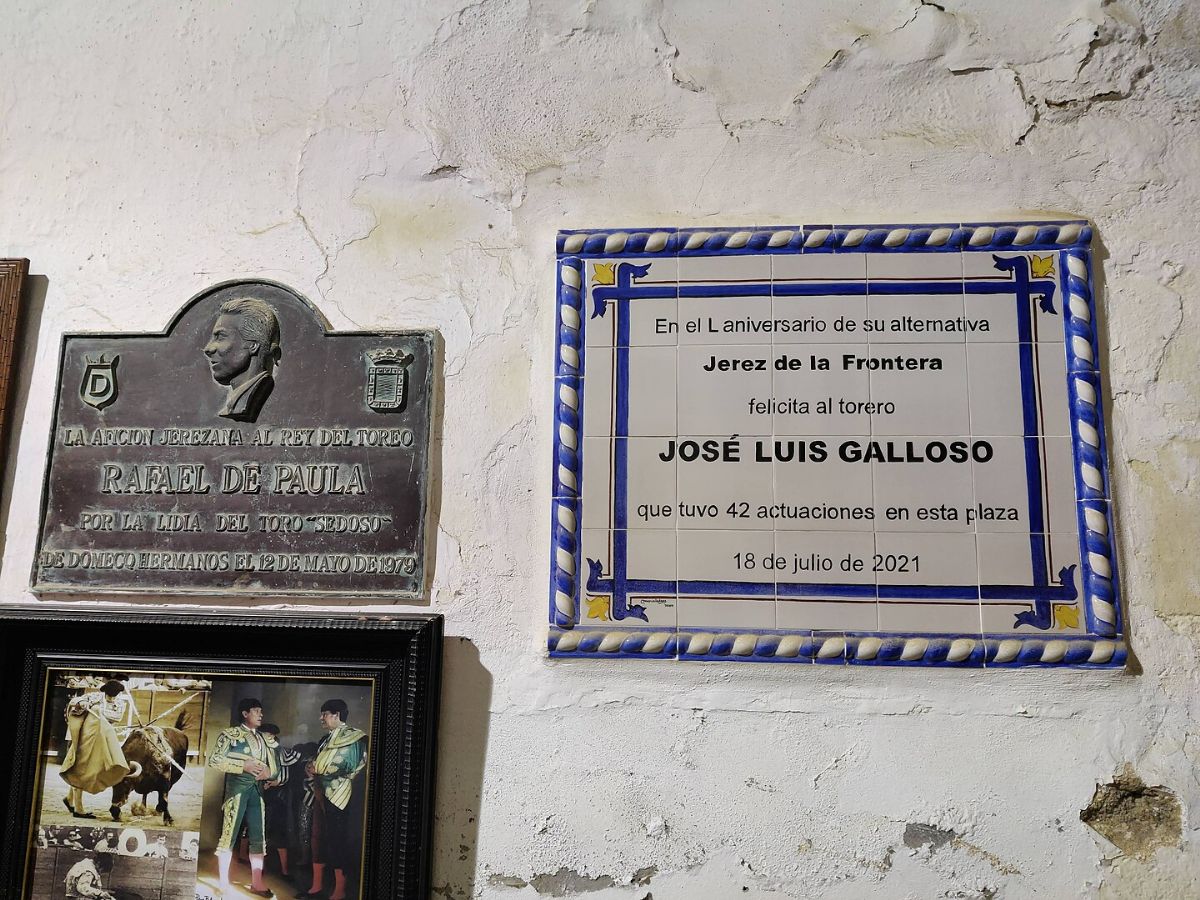 D
LA AFICION JEREZANA AL REY DEL TOREO
RAFAEL DE PAULA
POR LA LIDIA DEL TORO "SEDOSO"
DE DOMECQ HERMANOS EL 12 DE MAYO DE 1979
En el L aniversario de su alternativa
Jerez de la Frontera
felicita al torero
JOSÉ LUIS GALLOSO
que tuvo 42 actuaciones en esta plaza
18 de julio de 2021